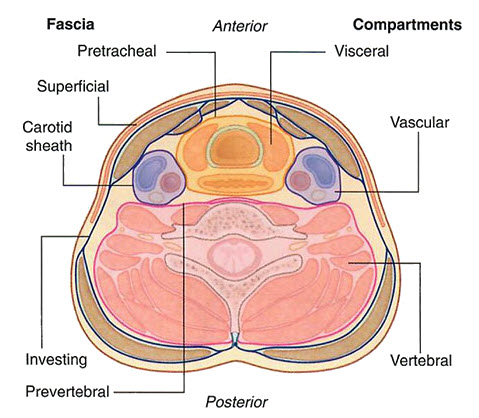 Fascia
Anterior
Compartments
Pretracheal
Visceral
Superficial
Carotid
sheath
Vascular
Investing
Vertebral
Prevertebral
Posterior